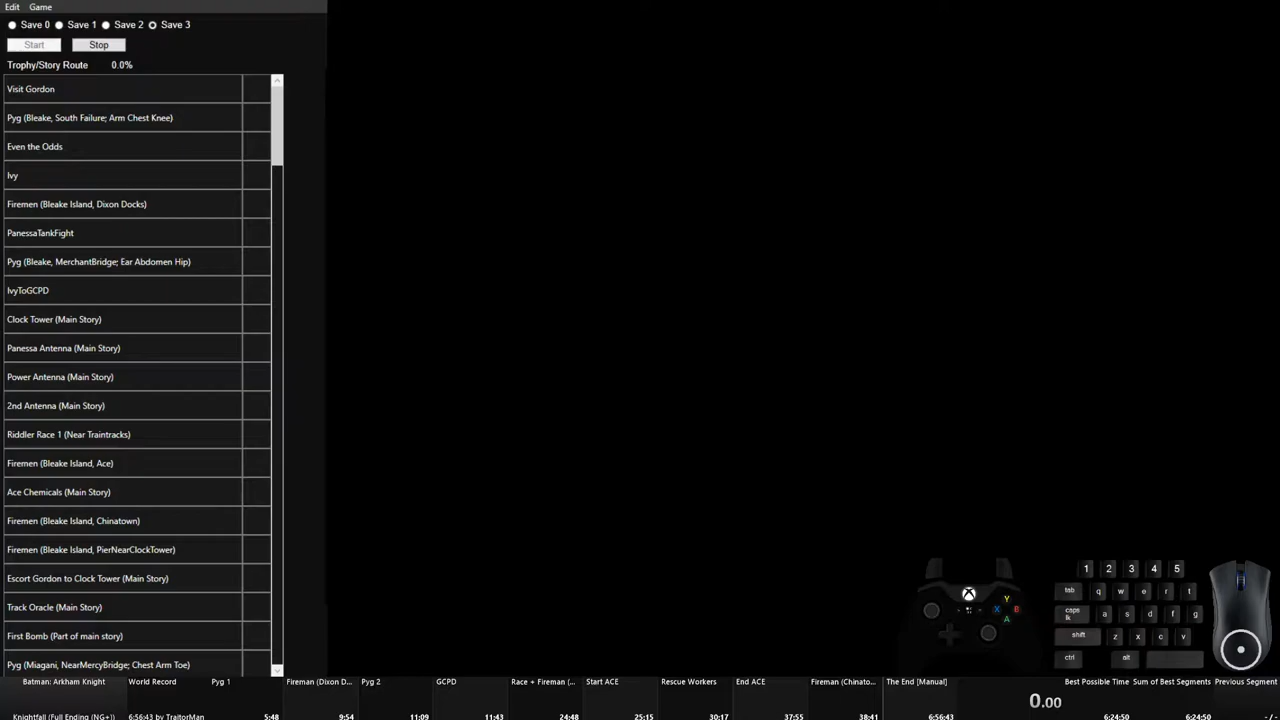 Edit Game
Save 0 Save 1 Save 2 Save 3
Start Stop
Trophy/Story Route 0.0%
Visit Gordon
Pyg (Bleake, South Failure; Arm Chest Knee)
Even the Odds
Ivy
Firemen (Bleake Island, Dixon Docks)
PanessaTankFight
Pyg (Bleake, MerchantBridge; Ear Abdomen Hip)
IvyToGCPD
Clock Tower (Main Story)
Panessa Antenna (Main Story)
Power Antenna (Main Story)
2nd Antenna (Main Story)
Riddler Race 1 (Near Traintracks)
Firemen (Bleake Island, Ace)
Ace Chemicals (Main Story)
Firemen (Bleake Island, Chinatown)
Firemen (Bleake Island, PierNearClockTower)
Escort Gordon to Clock Tower (Main Story)
Track Oracle (Main Story)
First Bomb (Part of main story)
Pyg (Miagani, NearMercyBridge; Chest Arm Toe)
1 2 3 4 5
tab q w e r t
caps lk a s d f g
shift z x c v
ctrl alt
Y
X B
A
Batman: Arkham Knight World Record Pyg 1 Fireman (Dixon D... Pyg 2 GCPD Race + Fireman (... Start ACE Rescue Workers End ACE Fireman (Chinato... The End [Manual] 0.00 Best Possible Time Sum of Best Segments Previous Segment
Knightfall (Full Ending (NG+)) 6:56:43 by TraitorMan 5:48 9:54 11:09 11:43 24:48 25:15 30:17 37:55 38:41 6:56:43 6:24:50 6:24:50 - / -